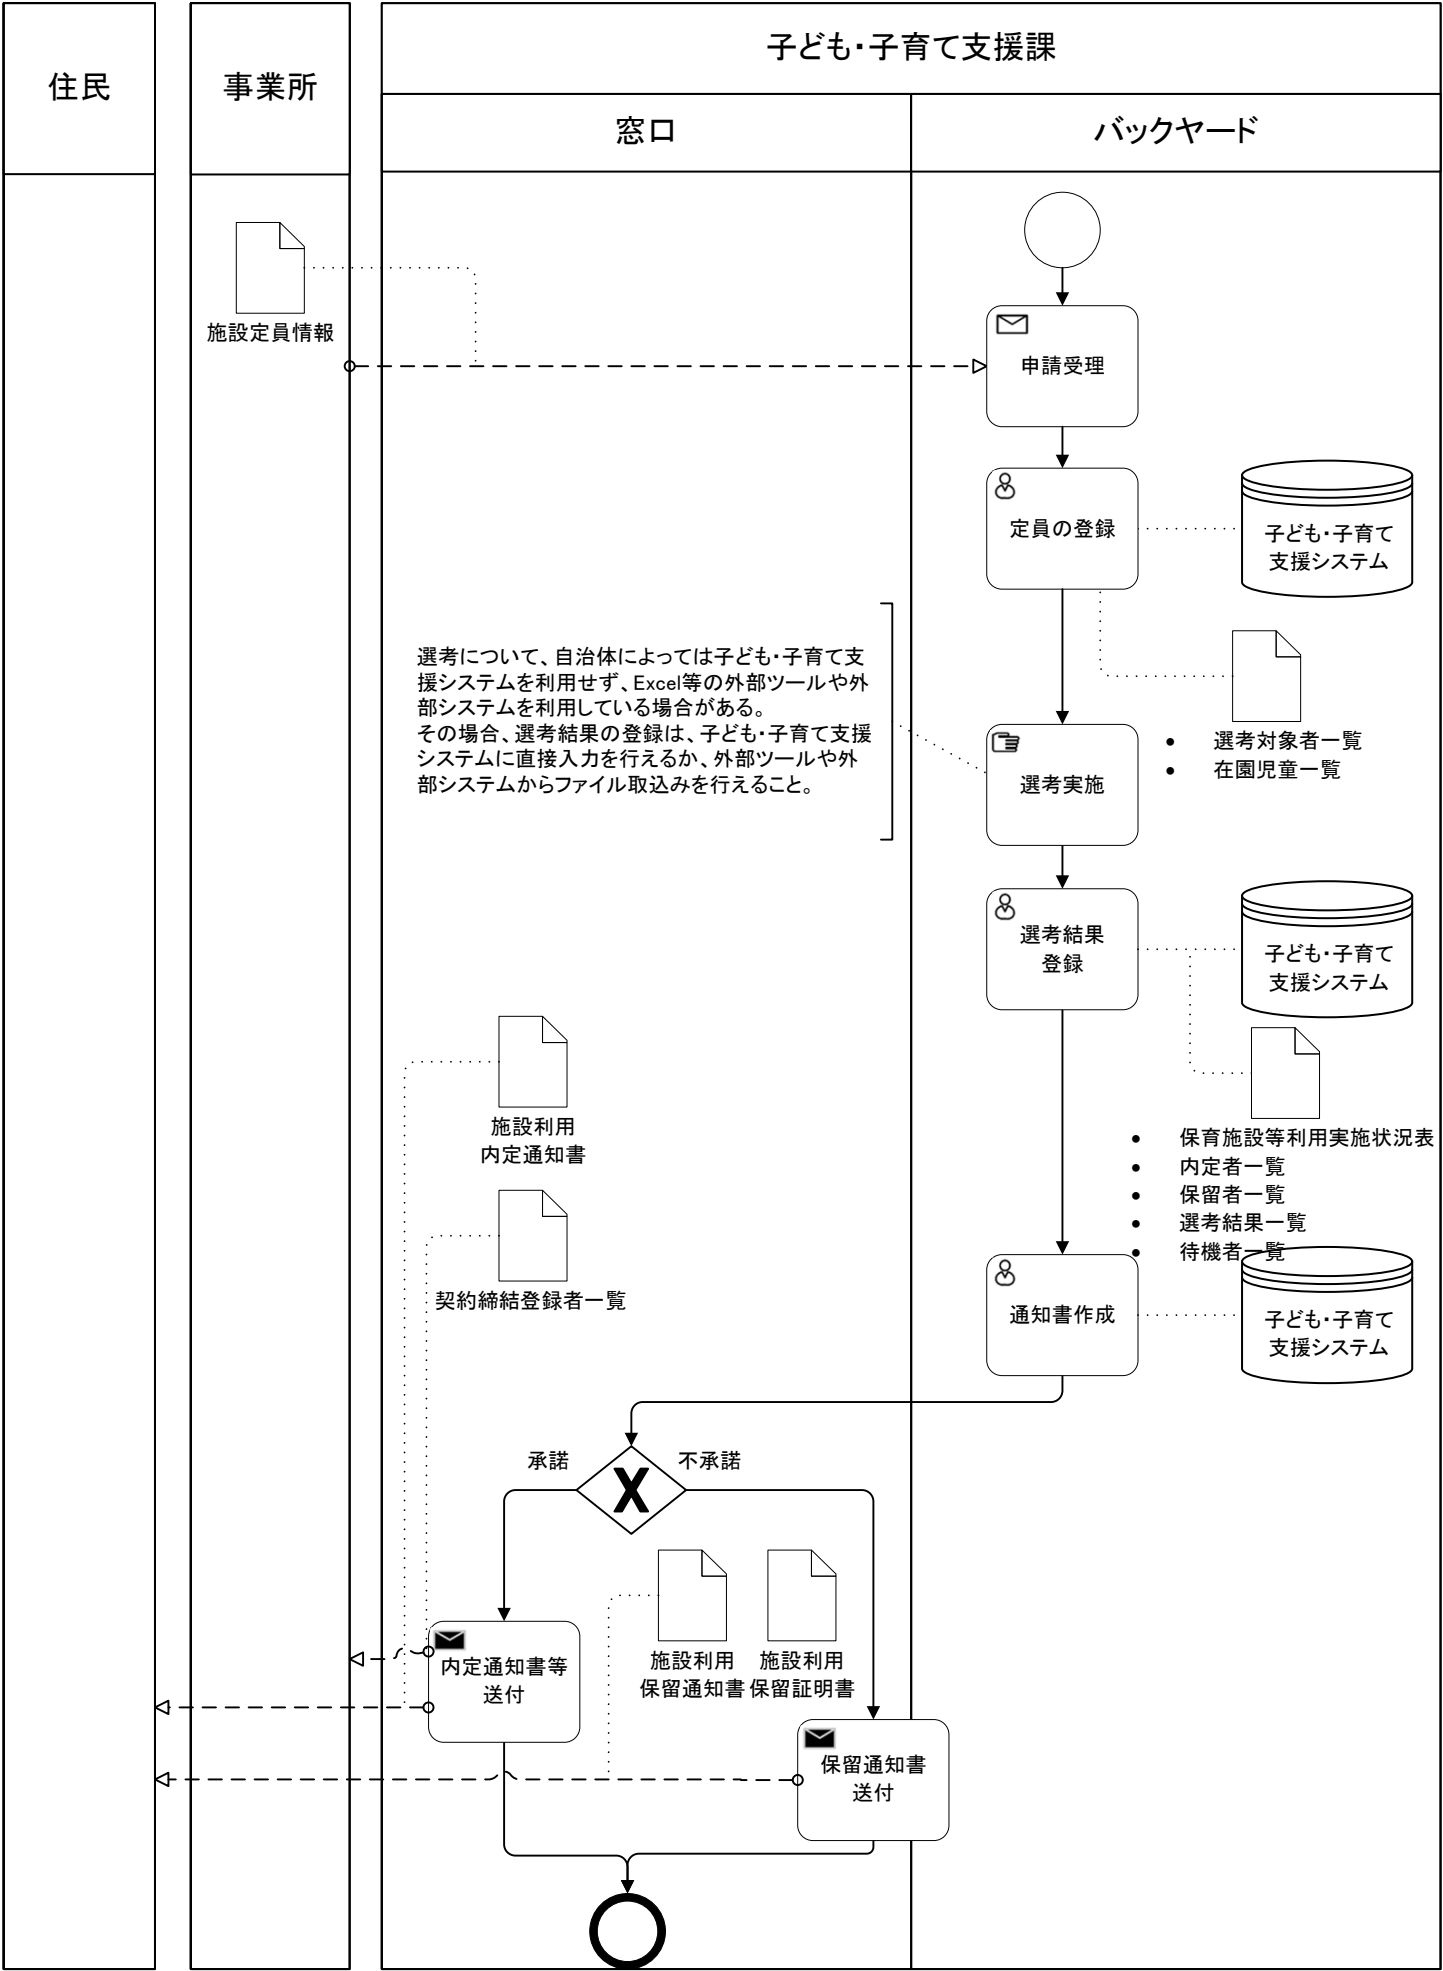 子ども・子育て支援課
住民
事業所
窓口
バックヤード
施設定員情報
申請受理
定員の登録
子ども・子育て
支援システム
選考について、自治体によっては子ども・子育て支
援システムを利用せず、Excel等の外部ツールや外
部システムを利用している場合がある。
その場合、選考結果の登録は、子ども・子育て支援
システムに直接入力を行えるか、外部ツールや外
部システムからファイル取込みを行えること。
選考実施
• 選考対象者一覧
• 在園児童一覧
選考結果
登録
子ども・子育て
支援システム
施設利用
内定通知書
• 保育施設等利用実施状況表
• 内定者一覧
• 保留者一覧
• 選考結果一覧
• 待機者一覧
契約締結登録者一覧
通知書作成
子ども・子育て
支援システム
承諾
不承諾
X
施設利用
保留通知書
施設利用
保留証明書
内定通知書等
送付
保留通知書
送付